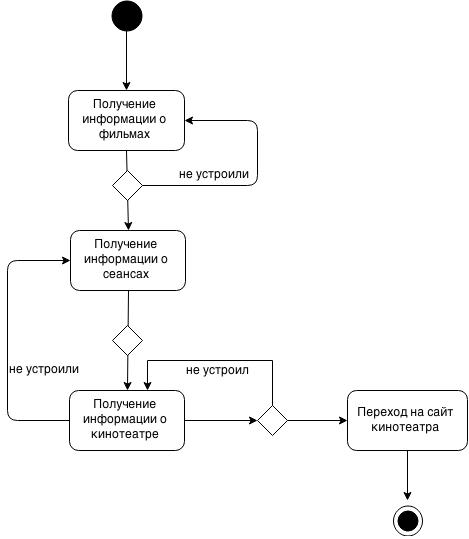 Получение
информации о
фильмах
не устроили
Получение
информации о
сеансах
не устроили
не устроил
Получение
информации о
кинотеатре
Переход на сайт
кинотеатра